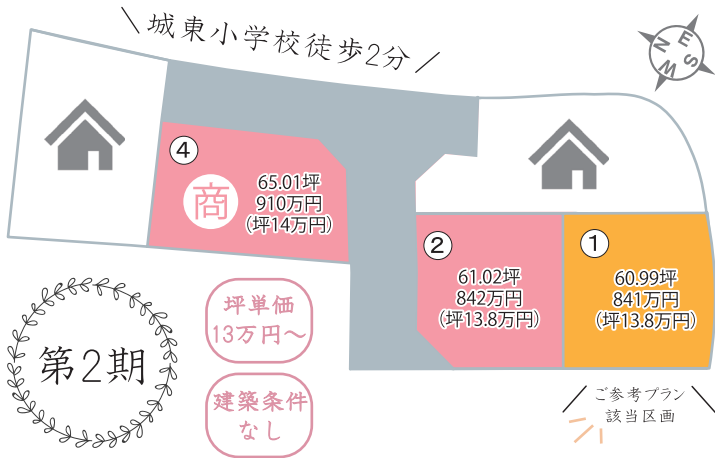 城東小学校徒歩2分
N
E
S
W
④
商
65.01坪
910万円
(坪14万円)
②
61.02坪
842万円
(坪13.8万円)
①
60.99坪
841万円
(坪13.8万円)
第2期
坪単価
13万円~
建築条件
なし
ご参考プラン
該当区画